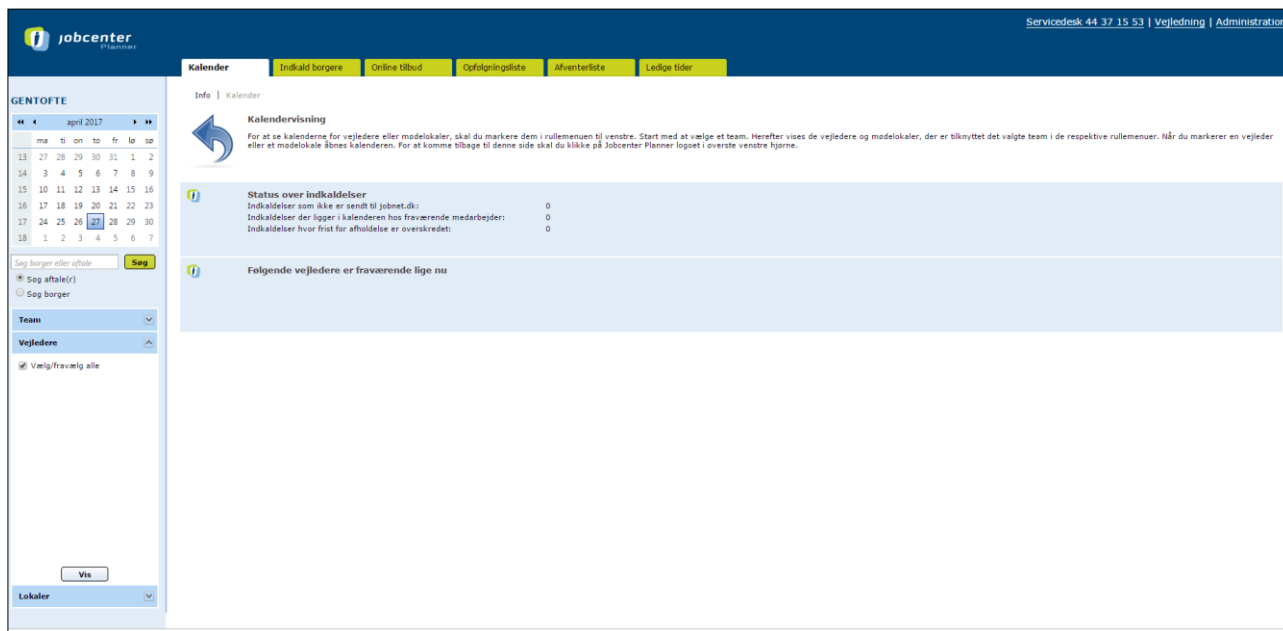 jobcenter
Planner
Servicedesk 44 37 15 53 | Vejledning | Administration
Kalender
Indkald borgere
Online tilbud
Opfølgningsliste
Afventerliste
Ledige tider
Info | Kalender
GENTOFTE
april 2017
ma ti on to fr lø sø
13 27 28 29 30 31 1 2
14 3 4 5 6 7 8 9
15 10 11 12 13 14 15 16
16 17 18 19 20 21 22 23
17 24 25 26 27 28 29 30
18 1 2 3 4 5 6 7
Søg borger eller aftale
Søg
Søg aftale(r)
Søg borger
Team
Vejledere
Vælg/fravælg alle
Vis
Lokaler
Kalendervisning
For at se kalenderne for vejledere eller mødelokaler, skal du markere dem i rullemenuen til venstre. Start med at vælge et team. Herefter vises de vejledere og mødelokaler, der er tilknyttet det valgte team i de respektive rullemenuer. Når du markerer en vejleder
eller et mødelokale åbnes kalenderen. For at komme tilbage til denne side skal du klikke på Jobcenter Planner logoet i øverste venstre hjørne.
Status over indkaldelser
Indkaldelser som ikke er sendt til jobnet.dk: 0
Indkaldelser der ligger i kalenderen hos fraværende medarbejder: 0
Indkaldelser hvor frist for afholdelse er overskredet: 0
Følgende vejledere er fraværende lige nu